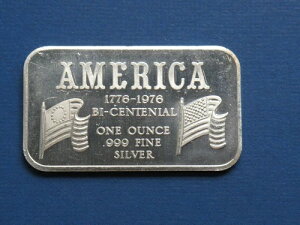 AMERICA
1776-1976
BI-CENTENIAL
ONE OUNCE
.999 FINE
SILVER